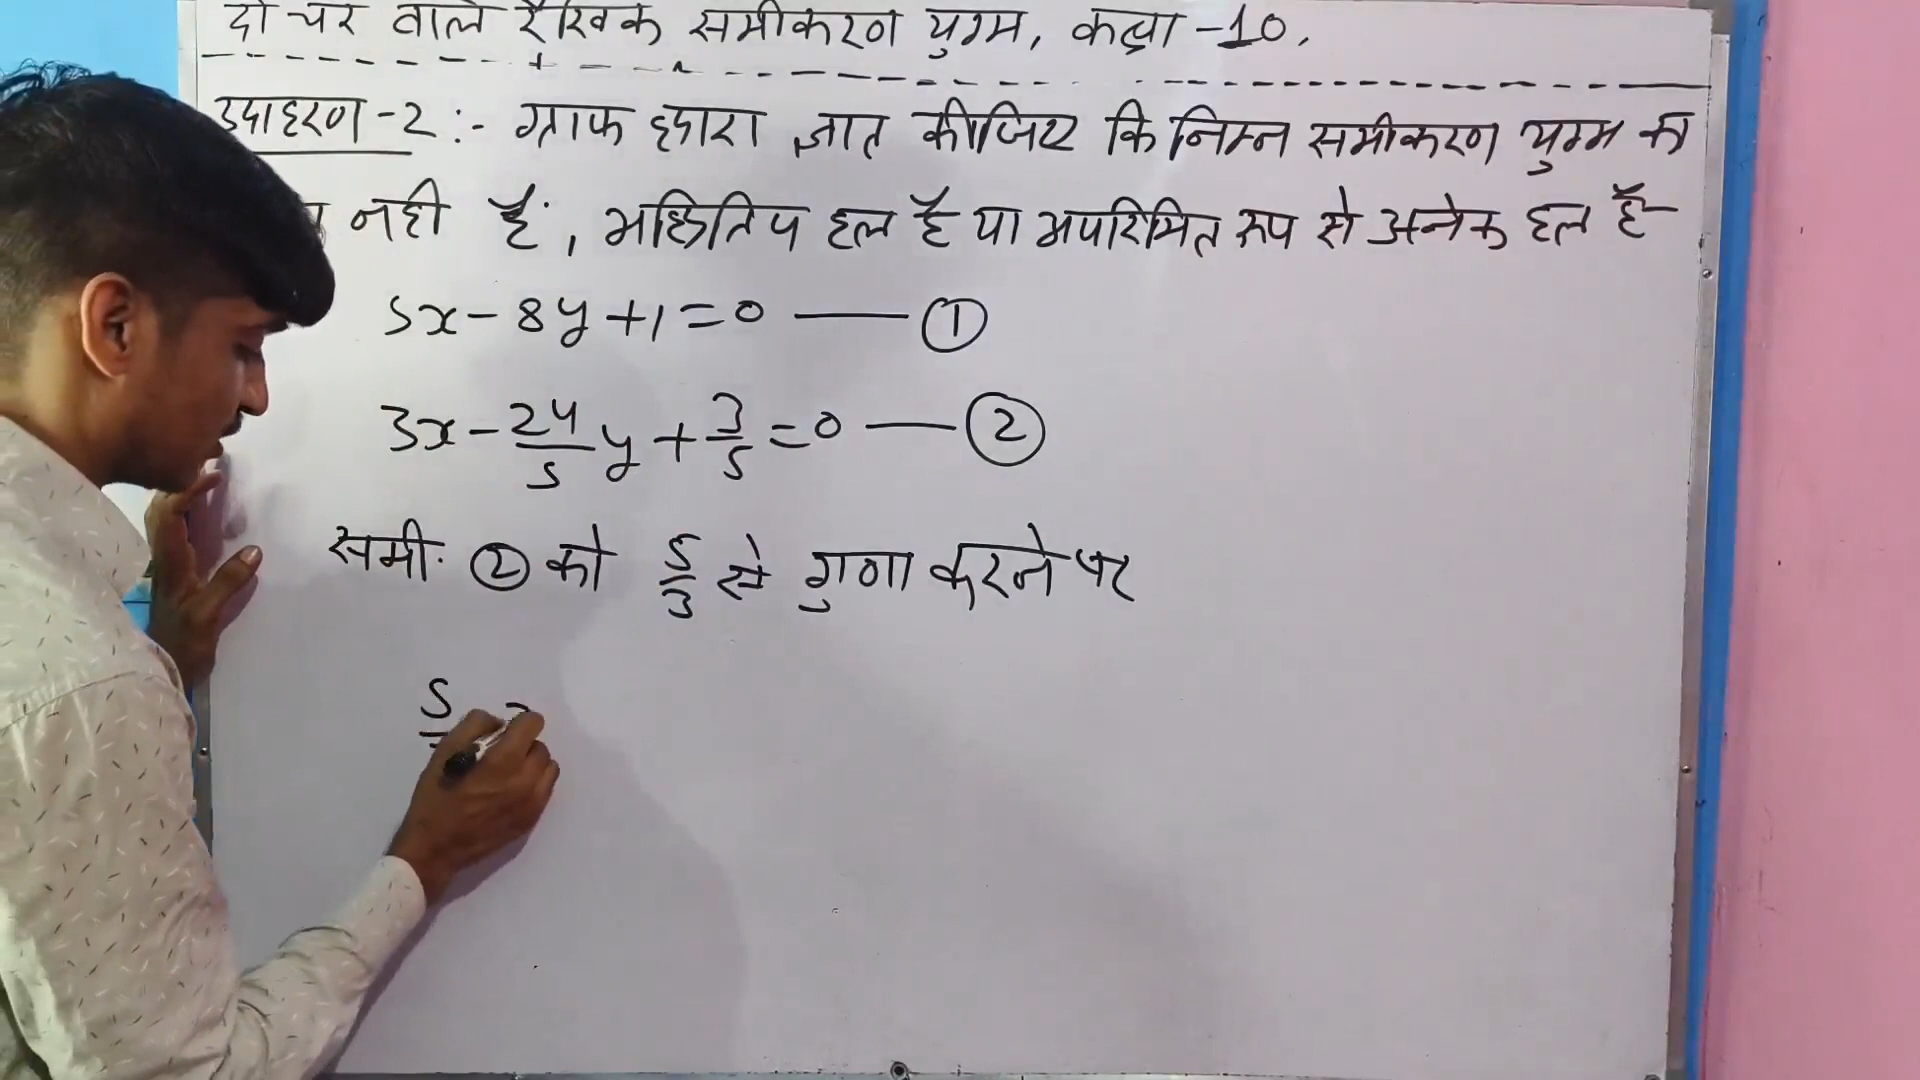 दो चर वाले रैखिक समीकरण युग्म, कक्षा -10.
उदाहरण -2 :- ग्राफ द्वारा ज्ञात कीजिए कि निम्न समीकरण युग्म का
नही है, अद्वितिय हल है या अपरिमित रूप से अनेक हल है-
5x - 8y + 1 = 0 —— ①
3x - 24/5 y + 3/5 = 0 —— ②
समी. ② को 5/3 से गुणा करने पर
5